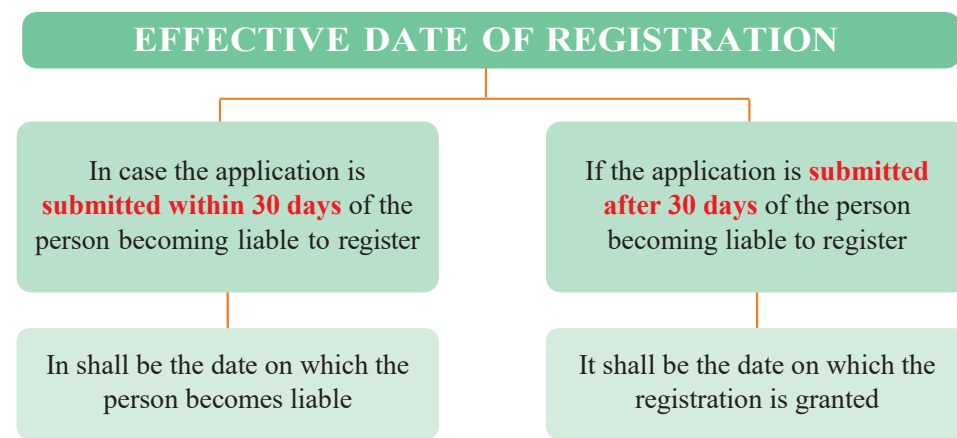 EFFECTIVE DATE OF REGISTRATION
In case the application is
submitted within 30 days of the
person becoming liable to register
If the application is submitted
after 30 days of the person
becoming liable to register
In shall be the date on which the
person becomes liable
It shall be the date on which the
registration is granted